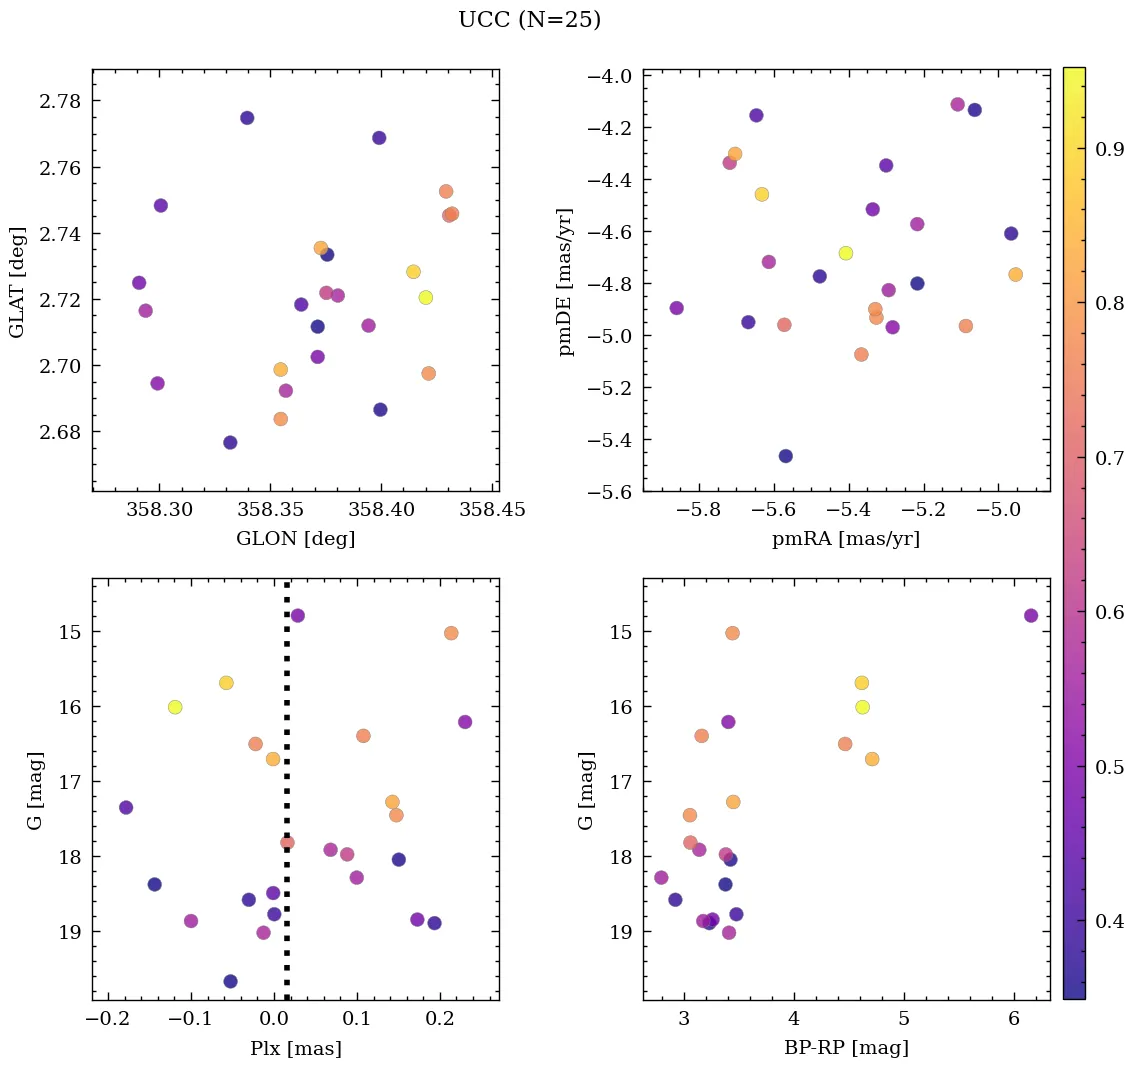 UCC (N=25)
2.78
2.76
2.74
2.72
2.70
2.68
GLAT [deg]
358.30 358.35 358.40 358.45
GLON [deg]
−4.0
−4.2
−4.4
−4.6
−4.8
−5.0
−5.2
−5.4
−5.6
pmDE [mas/yr]
−5.8 −5.6 −5.4 −5.2 −5.0
pmRA [mas/yr]
15
16
17
18
19
G [mag]
−0.2 −0.1 0.0 0.1 0.2
Plx [mas]
15
16
17
18
19
G [mag]
3 4 5 6
BP-RP [mag]
0.9
0.8
0.7
0.6
0.5
0.4